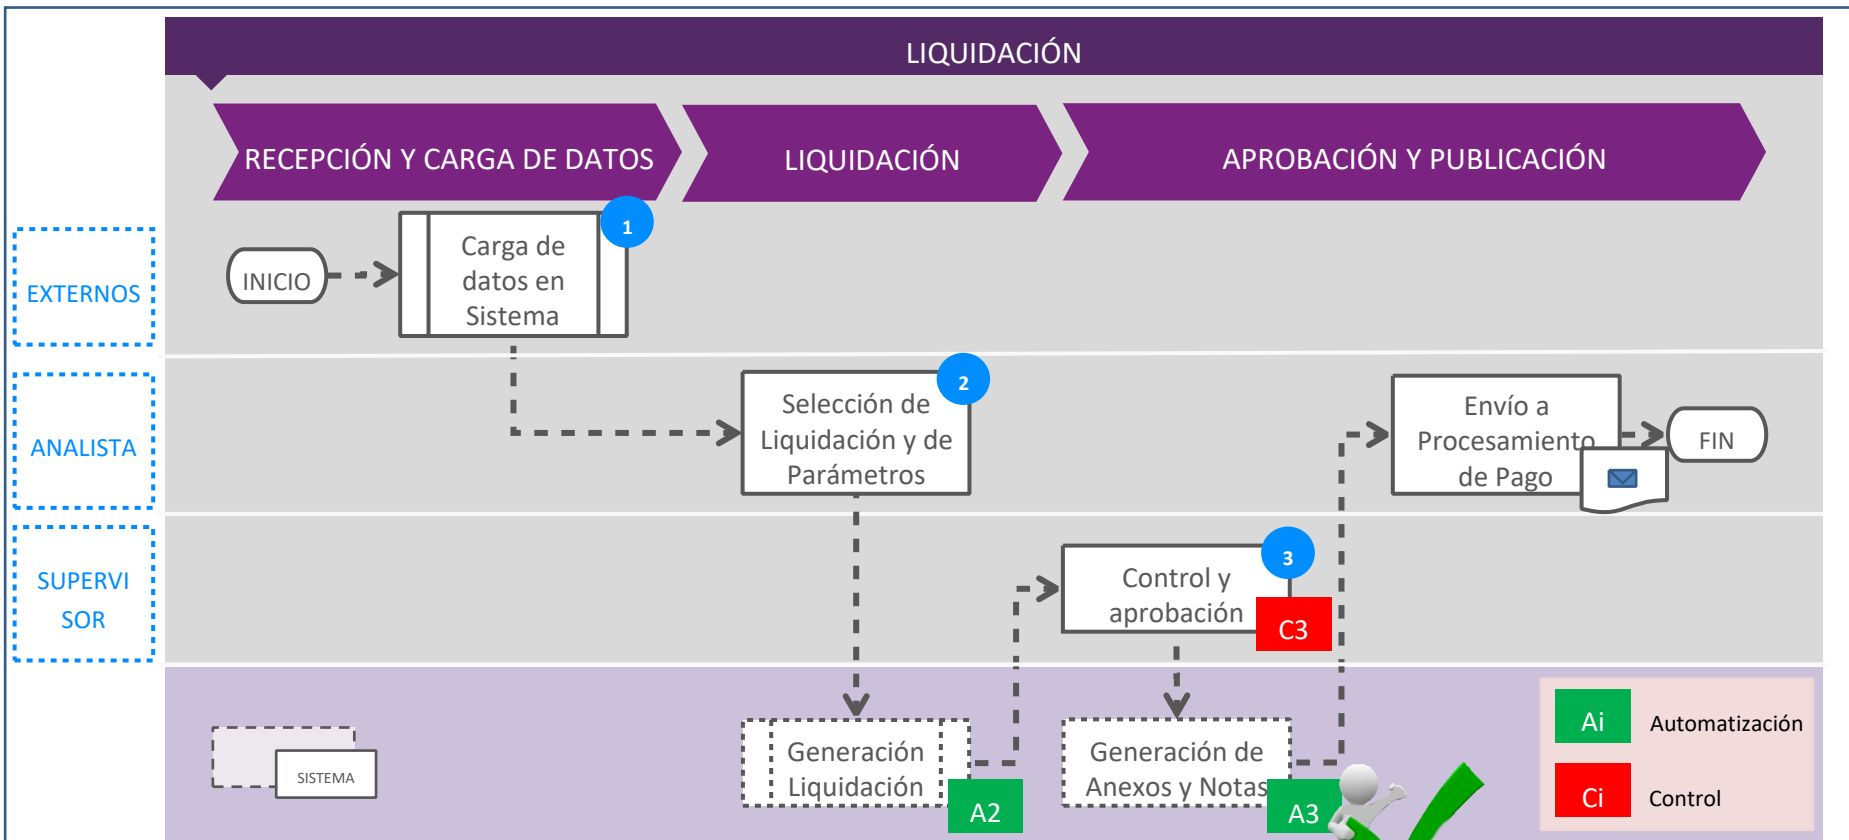 LIQUIDACIÓN
RECEPCIÓN Y CARGA DE DATOS
LIQUIDACIÓN
APROBACIÓN Y PUBLICACIÓN
EXTERNOS
INICIO
Carga de
datos en
Sistema
1
ANALISTA
Selección de
Liquidación y de
Parámetros
2
Envío a
Procesamiento
de Pago
FIN
SUPERVI
SOR
Control y
aprobación
3
C3
SISTEMA
Generación
Liquidación
A2
Generación de
Anexos y Notas
A3
Ai
Automatización
Ci
Control